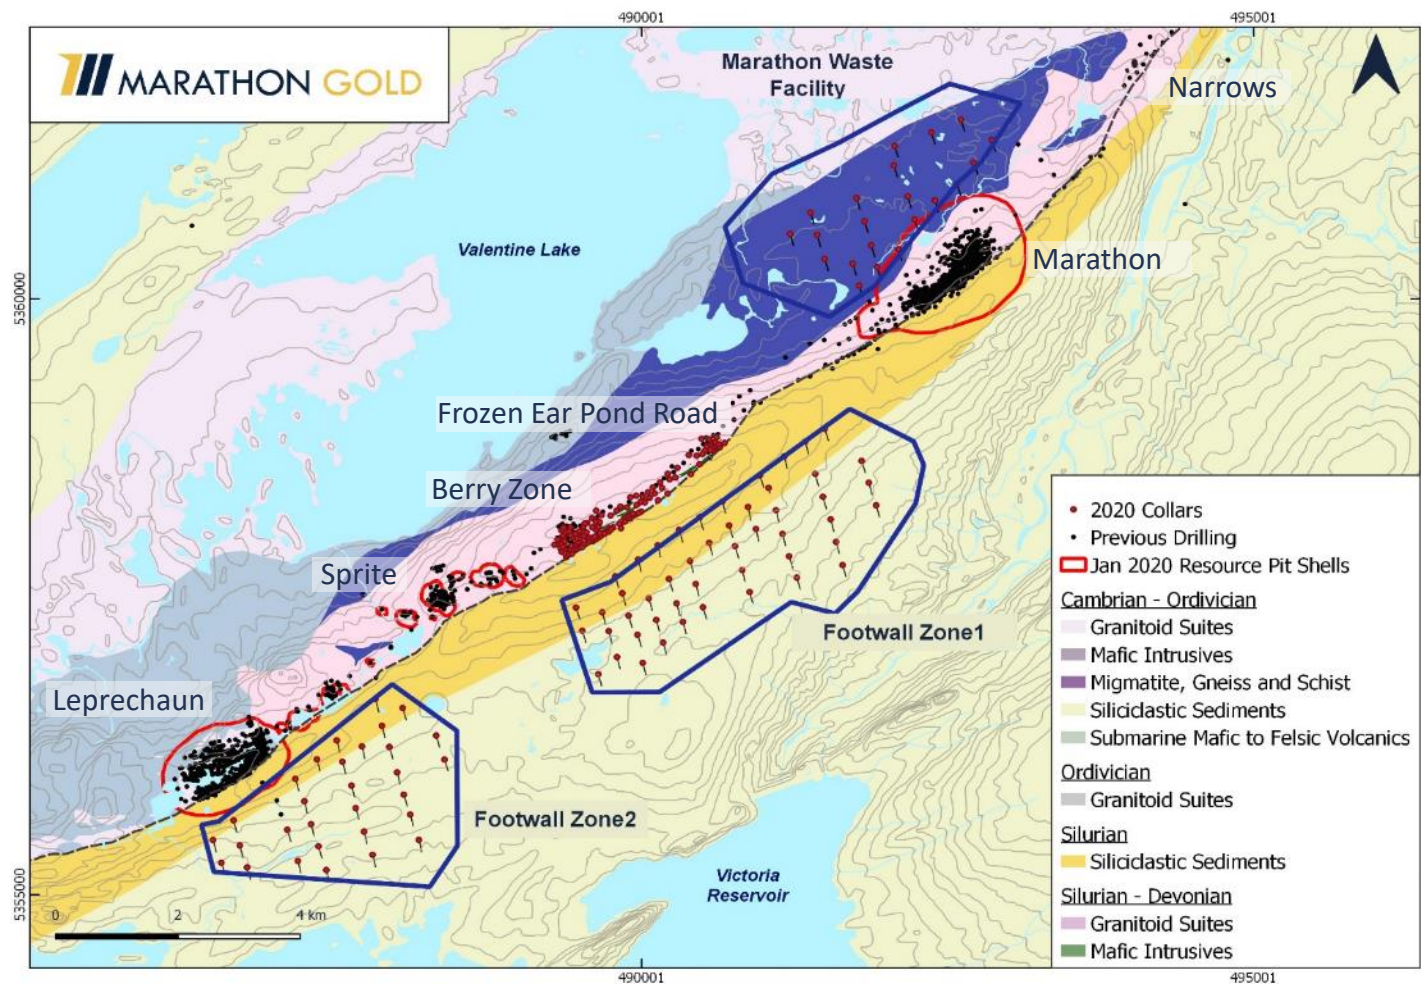 490001
495001
MARATHON GOLD
Marathon Waste
Facility
Narrows
Valentine Lake
Marathon
5360000
5360000
Frozen Ear Pond Road
Berry Zone
Sprite
Footwall Zone1
Leprechaun
Footwall Zone2
Victoria
Reservoir
5355000
0
2
4 km
2020 Collars
Previous Drilling
Jan 2020 Resource Pit Shells
Cambrian - Ordivician
Granitoid Suites
Mafic Intrusives
Migmatite, Gneiss and Schist
Siliciclastic Sediments
Submarine Mafic to Felsic Volcanics
Ordivician
Granitoid Suites
Silurian
Siliciclastic Sediments
Silurian - Devonian
Granitoid Suites
Mafic Intrusives
490001
495001